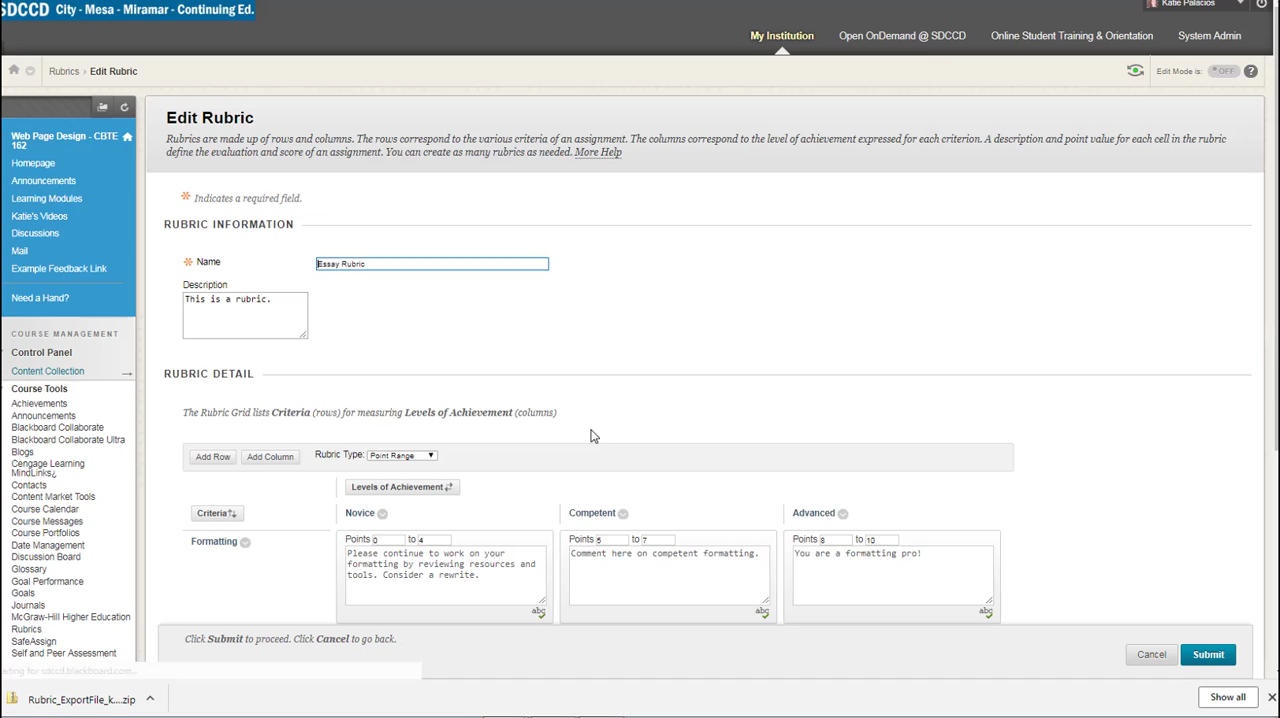 SDCCD City - Mesa - Miramar - Continuing Ed.
Katie Palacios
My Institution Open OnDemand @ SDCCD Online Student Training & Orientation System Admin
Rubrics > Edit Rubric
Edit Mode is: OFF ?
Web Page Design - CBTE
162
Homepage
Announcements
Learning Modules
Katie's Videos
Discussions
Mail
Example Feedback Link
Need a Hand?
COURSE MANAGEMENT
Control Panel
Content Collection
Course Tools
Achievements
Announcements
Blackboard Collaborate
Blackboard Collaborate Ultra
Blogs
Cengage Learning
MindLinks¿
Contacts
Content Market Tools
Course Calendar
Course Messages
Course Portfolios
Date Management
Discussion Board
Glossary
Goal Performance
Goals
Journals
McGraw-Hill Higher Education
Rubrics
SafeAssign
Self and Peer Assessment
Edit Rubric
Rubrics are made up of rows and columns. The rows correspond to the various criteria of an assignment. The columns correspond to the level of achievement expressed for each criterion. A description and point value for each cell in the rubric
define the evaluation and score of an assignment. You can create as many rubrics as needed. More Help
Indicates a required field.
RUBRIC INFORMATION
Name Essay Rubric
Description
This is a rubric.
RUBRIC DETAIL
The Rubric Grid lists Criteria (rows) for measuring Levels of Achievement (columns)
Add Row Add Column Rubric Type: Point Range
Levels of Achievement
Criteria Novice Competent Advanced
Formatting
Points 0 to 4
Please continue to work on your
formatting by reviewing resources and
tools. Consider a rewrite.
abc
Points 5 to 7
Comment here on competent formatting.
abc
Points 8 to 10
You are a formatting pro!
abc
Click Submit to proceed. Click Cancel to go back.
Cancel Submit
ating for sdccd.blackboard.com...
Rubric_ExportFile_k....zip
Show all